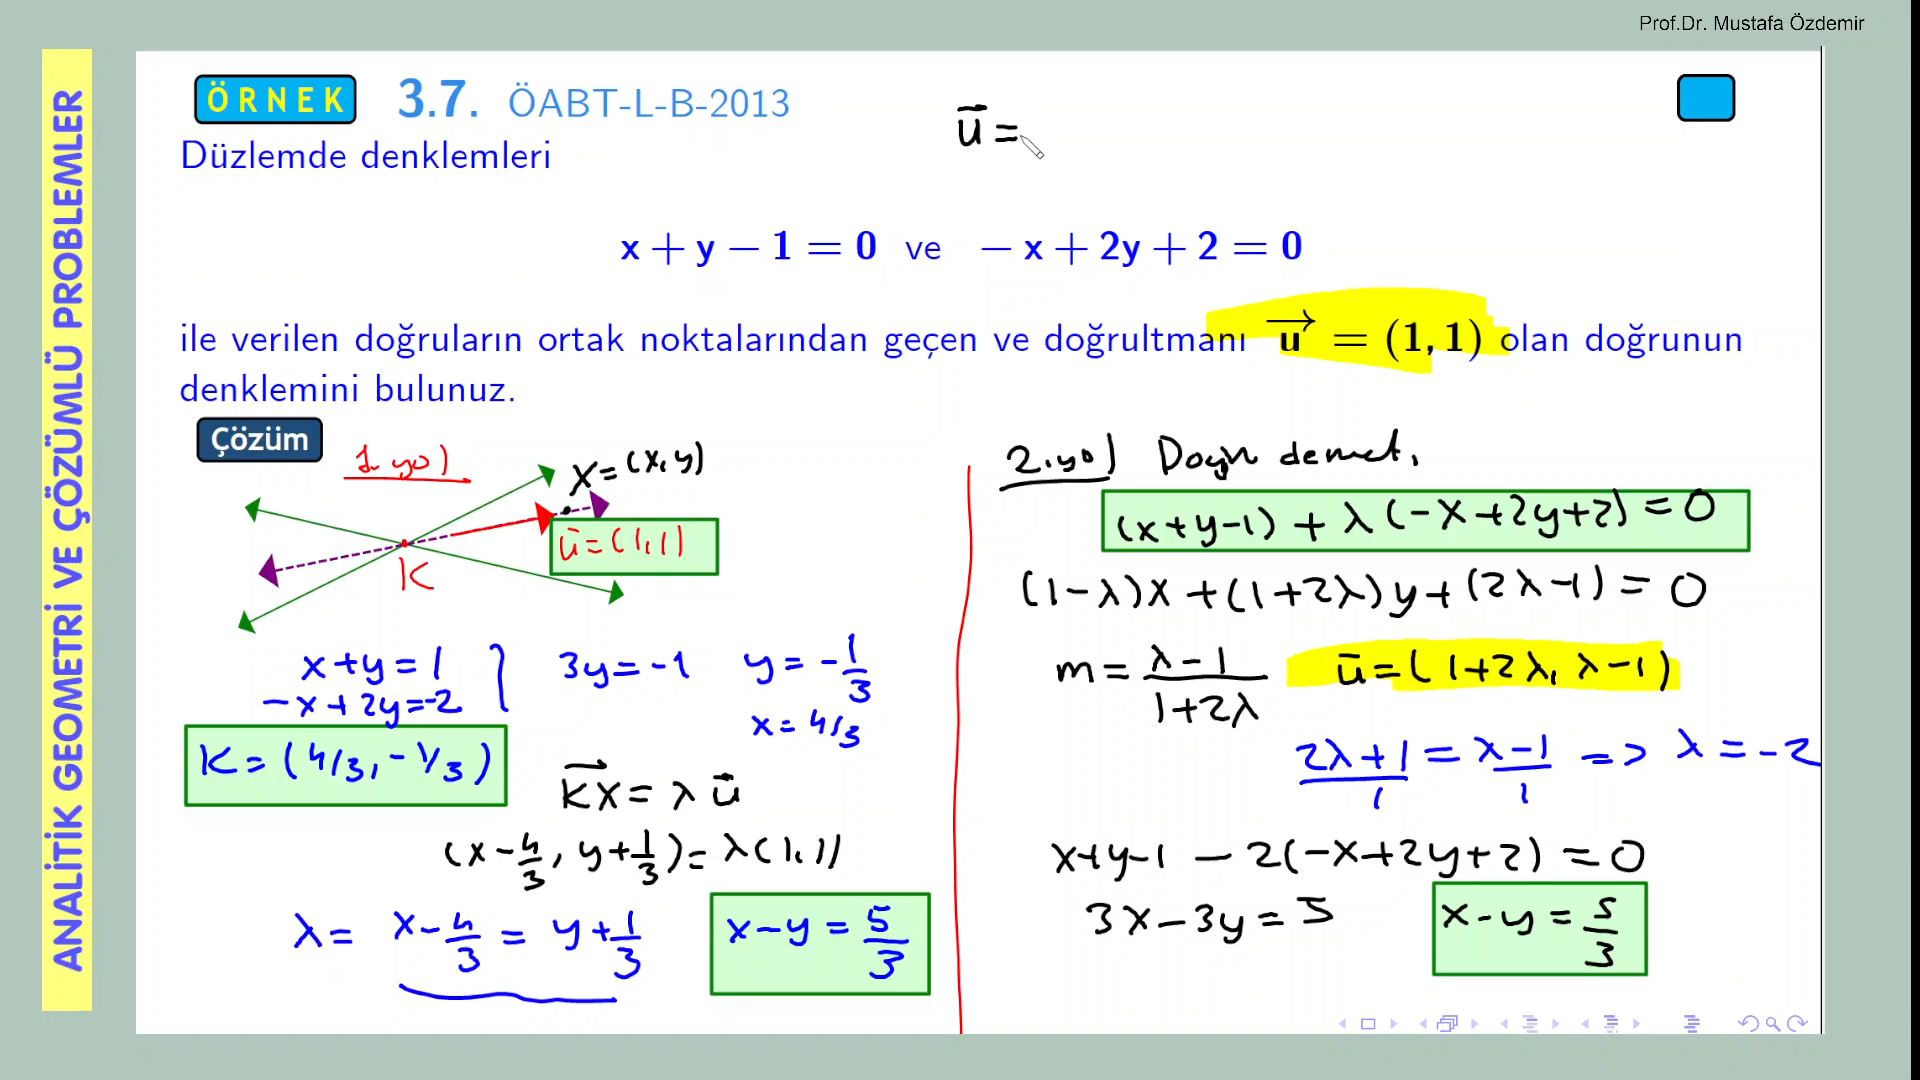 Prof.Dr. Mustafa Özdemir
ANALİTİK GEOMETRİ VE ÇÖZÜMLÜ PROBLEMLER
ÖRNEK 3.7. ÖABT-L-B-2013
u⃗ =
Düzlemde denklemleri
x + y − 1 = 0 ve − x + 2y + 2 = 0
ile verilen doğruların ortak noktalarından geçen ve doğrultmanı u⃗ = (1, 1) olan doğrunun
denklemini bulunuz.
Çözüm
1. yol
X = (x, y)
u⃗ = (1,1)
K
x+y = 1
-x+2y = -2
3y = -1
y = -1/3
x = 4/3
K = (4/3, -1/3)
KX⃗ = λ u⃗
(x - 4/3, y + 1/3) = λ(1,1)
λ = x - 4/3 = y + 1/3
x - y = 5/3
2. yol Doğru demet.
(x+y-1) + λ(-x+2y+2) = 0
(1-λ)x + (1+2λ)y + (2λ-1) = 0
m = λ-1/1+2λ
u⃗ = (1+2λ, λ-1)
2λ+1/1 = λ-1/1 => λ = -2
x+y-1 - 2(-x+2y+2) = 0
3x - 3y = 5
x - y = 5/3